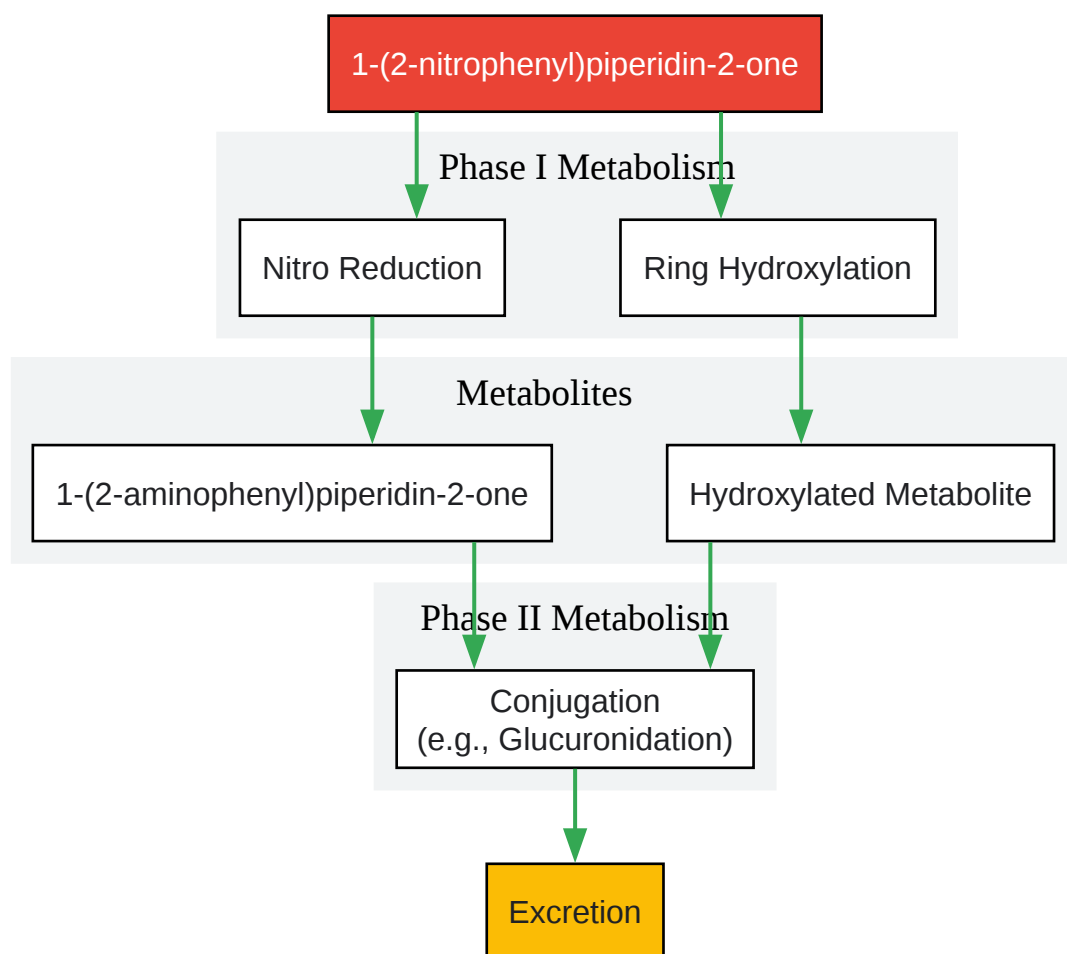 1-(2-nitrophenyl)piperidin-2-one
Phase I Metabolism
Nitro Reduction
Ring Hydroxylation
Metabolites
1-(2-aminophenyl)piperidin-2-one
Hydroxylated Metabolite
Phase II Metabolism
Conjugation
(e.g., Glucuronidation)
Excretion